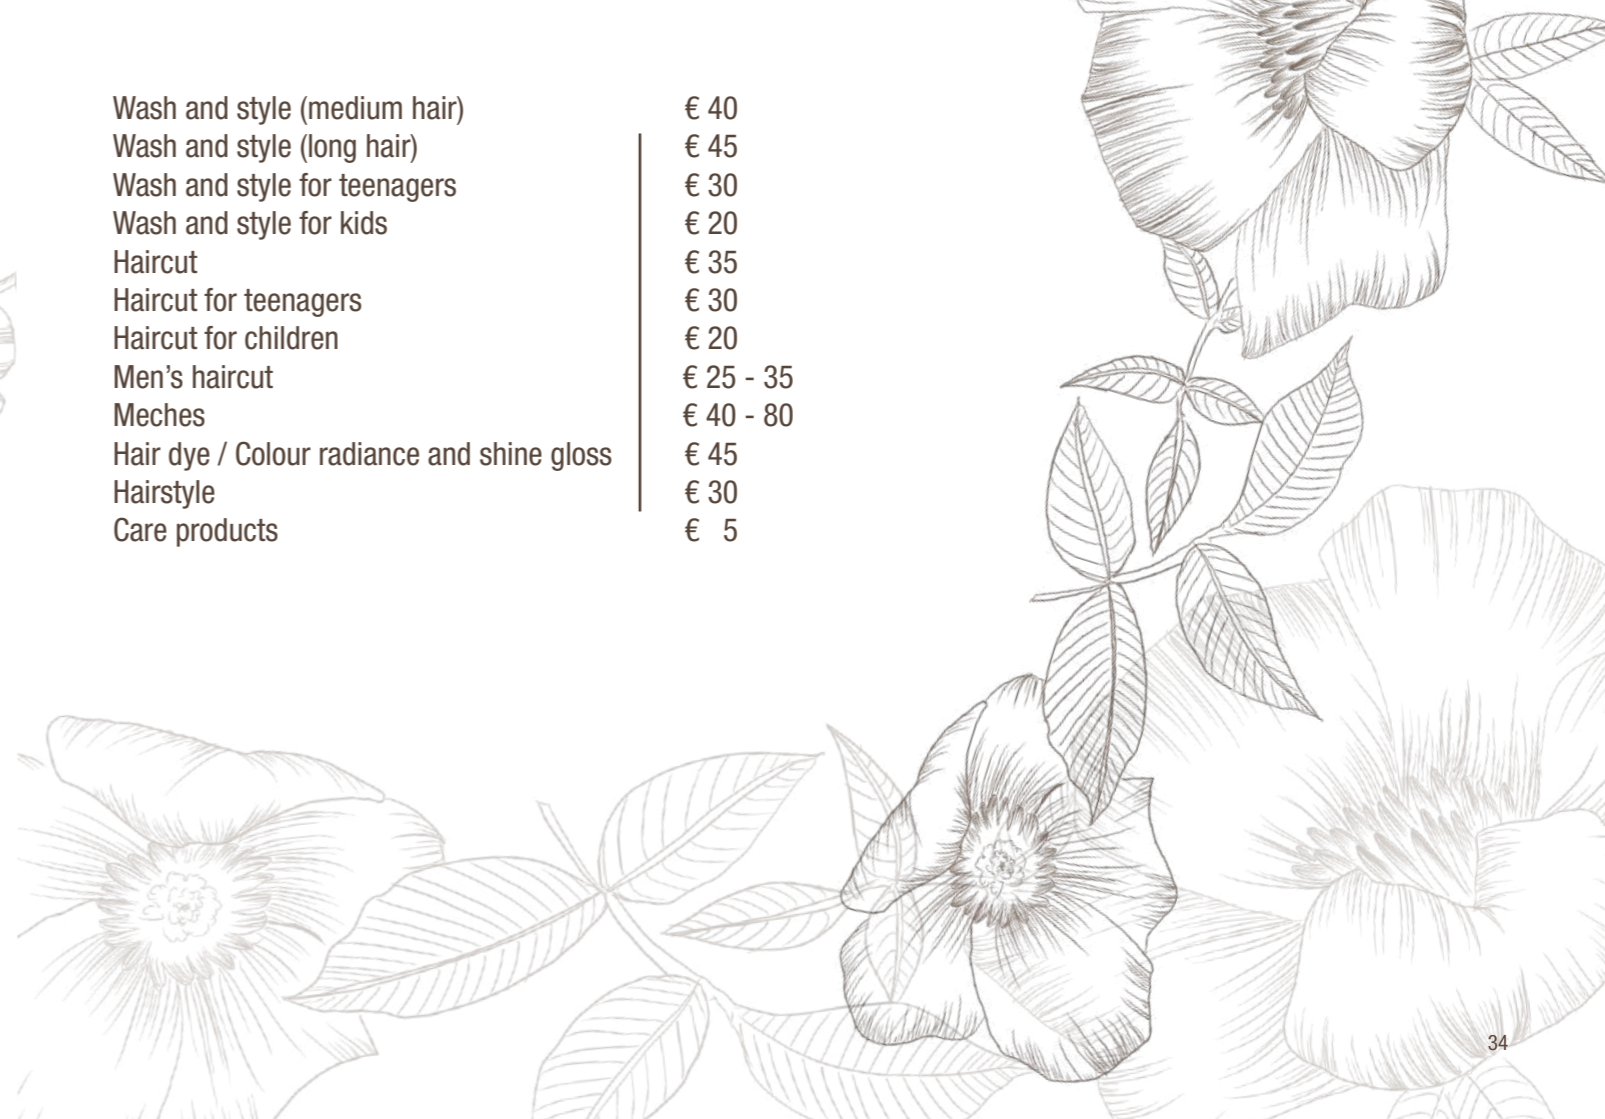 Wash and style (medium hair) € 40
Wash and style (long hair) € 45
Wash and style for teenagers € 30
Wash and style for kids € 20
Haircut € 35
Haircut for teenagers € 30
Haircut for children € 20
Men’s haircut € 25 - 35
Meches € 40 - 80
Hair dye / Colour radiance and shine gloss € 45
Hairstyle € 30
Care products € 5
34